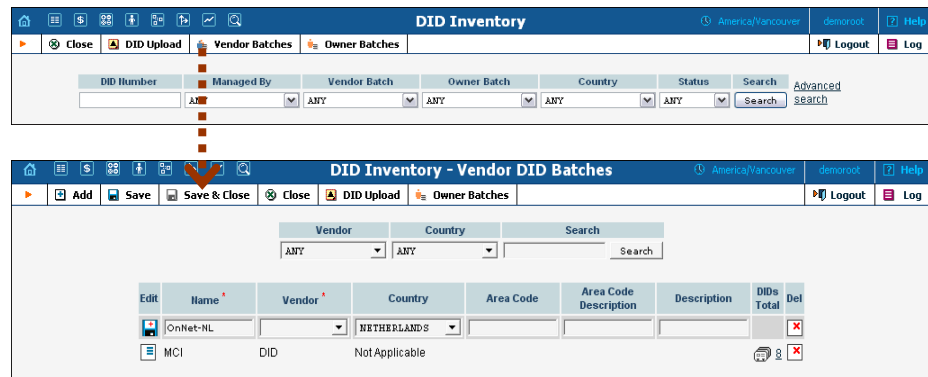 DID Inventory America/Vancouver demoroot Help
Close DID Upload Vendor Batches Owner Batches Logout Log
DID Number Managed By Vendor Batch Owner Batch Country Status Search Advanced search
ANY ANY ANY ANY ANY Search
DID Inventory - Vendor DID Batches America/Vancouver demoroot Help
Add Save Save & Close Close DID Upload Owner Batches Logout Log
Vendor Country Search
ANY ANY Search
Edit Name * Vendor * Country Area Code Area Code Description Description DIDs Total Del
OnNet-NL NETHERLANDS
MCI DID Not Applicable 8